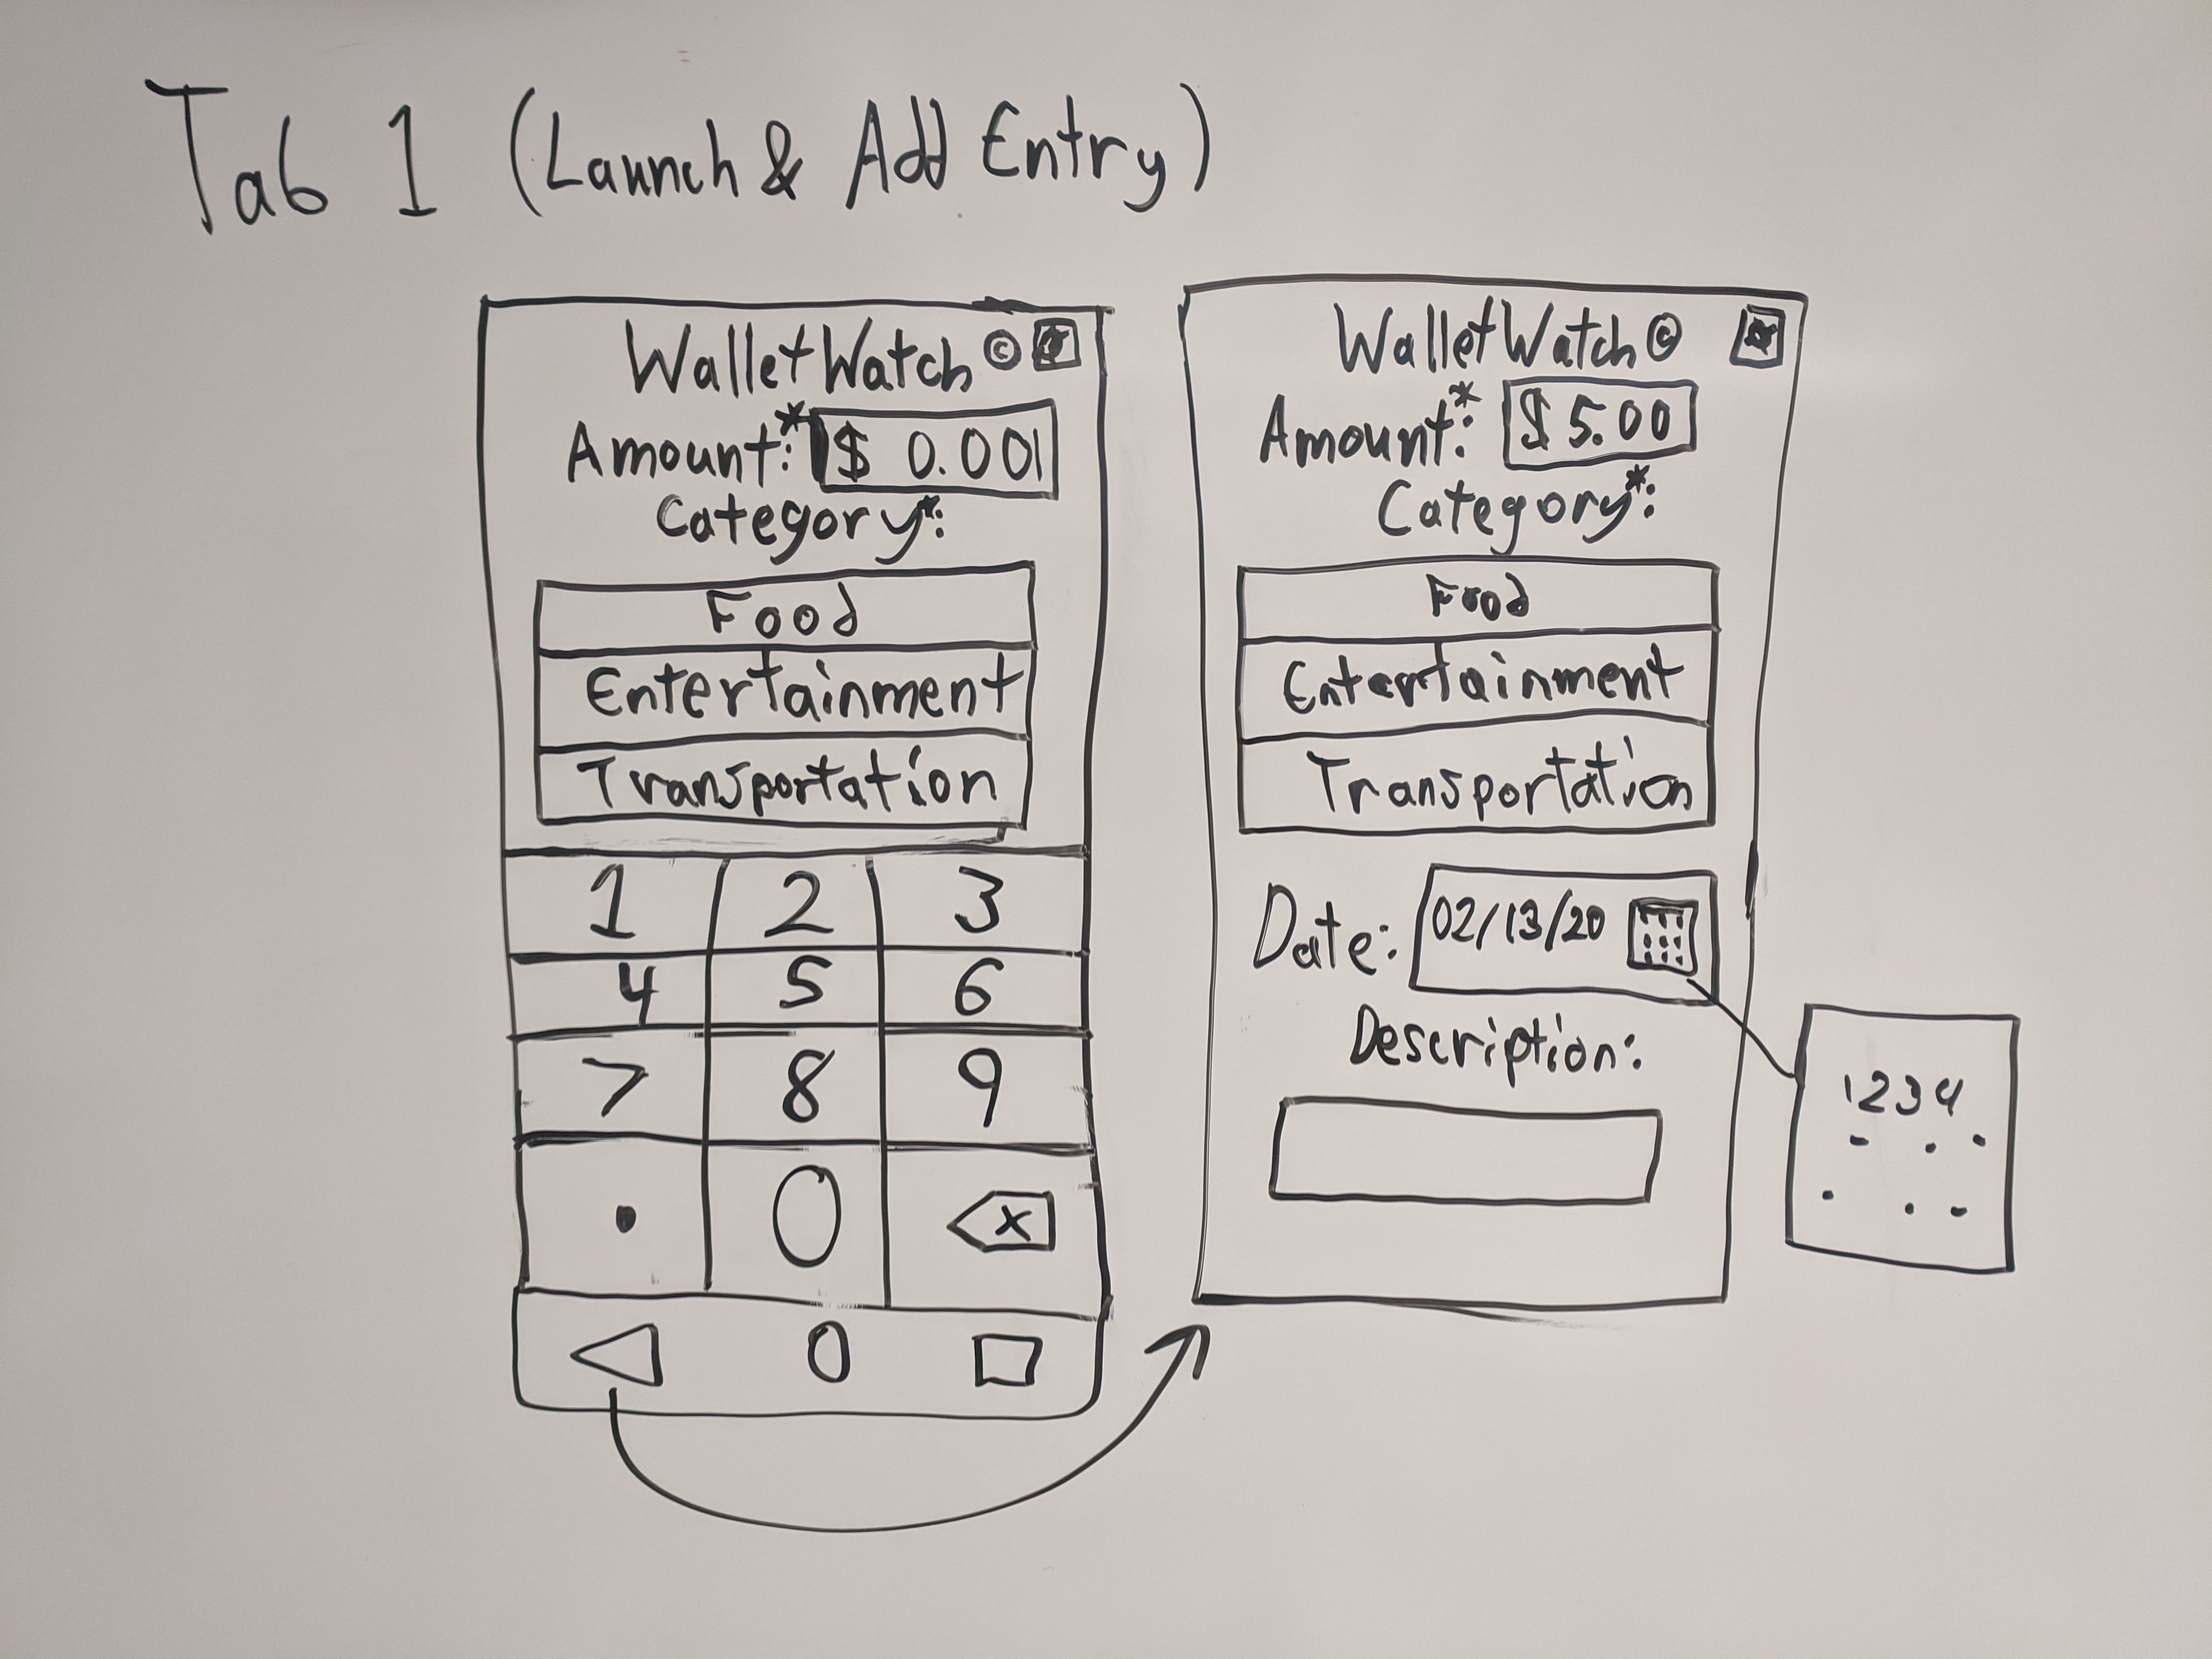 Tab 1 (Launch & Add Entry)
WalletWatch ©
Amount*: $ 0.00
Category*:
Food
Entertainment
Transportation
1 2 3
4 5 6
7 8 9
. 0 x
WalletWatch ©
Amount*: $ 5.00
Category*:
Food
Entertainment
Transportation
Date: 02/13/20
Description:
1234